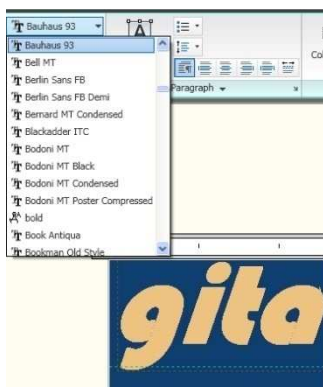 Bauhaus 93
A
Bauhaus 93
Bell MT
Berlin Sans FB
Berlin Sans FB Demi
Bernard MT Condensed
Blackadder ITC
Bodoni MT
Bodoni MT Black
Bodoni MT Condensed
Bodoni MT Poster Compressed
bold
Book Antiqua
Bookman Old Style
Paragraph
gita